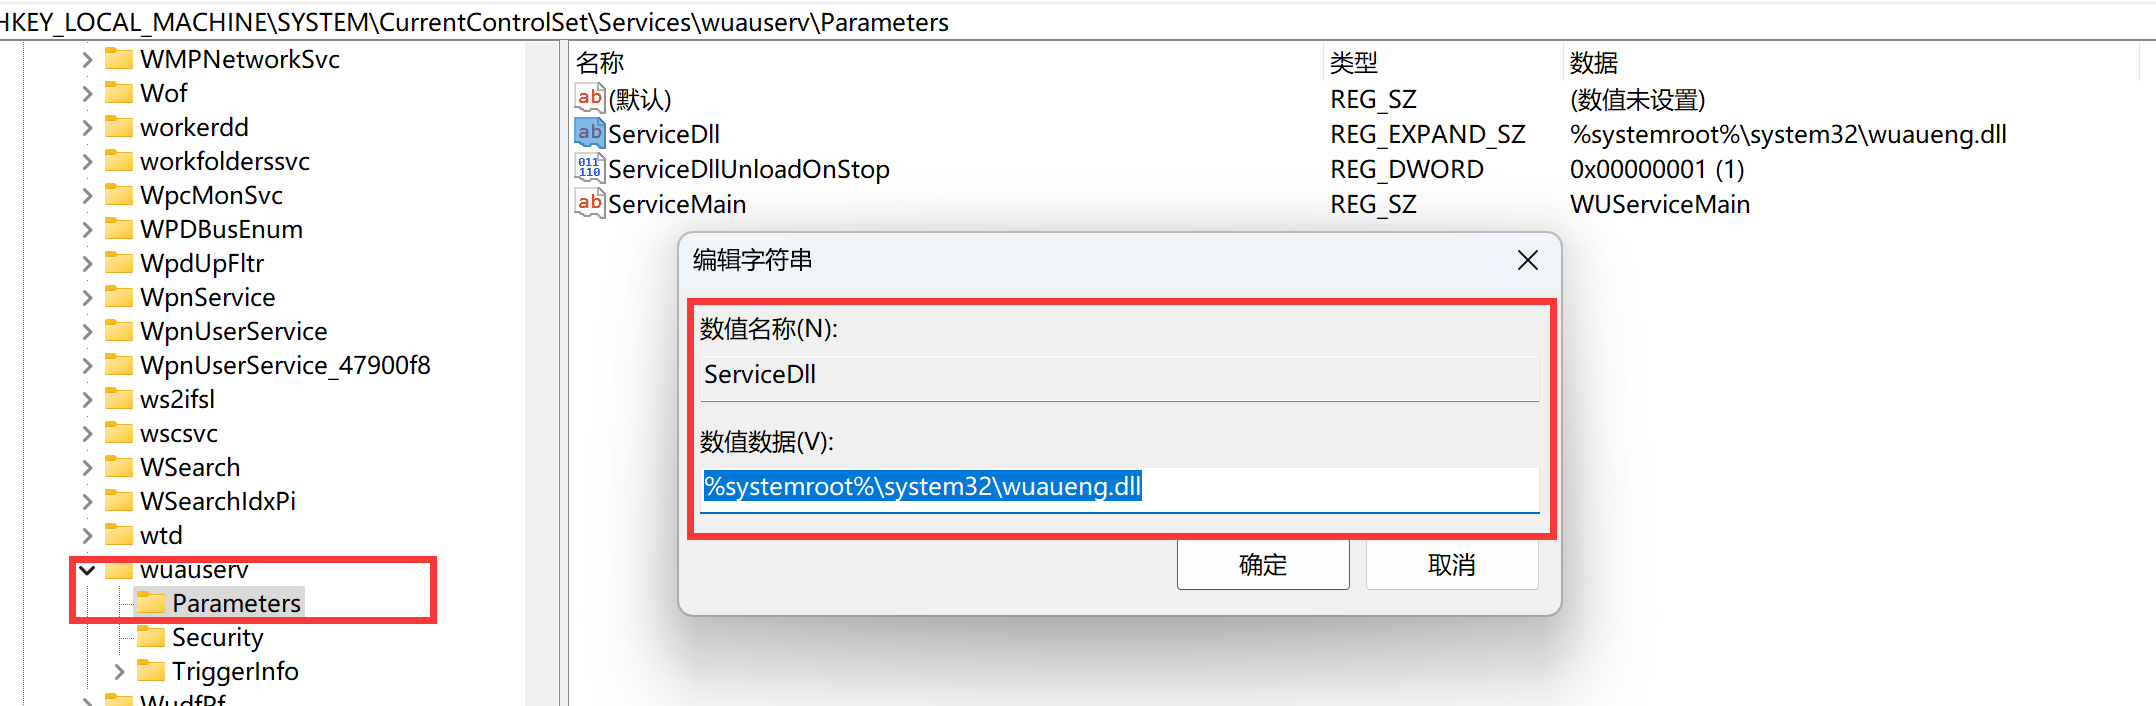 HKEY_LOCAL_MACHINE\SYSTEM\CurrentControlSet\Services\wuauserv\Parameters
WMPNetworkSvc
Wof
workerdd
workfolderssvc
WpcMonSvc
WPDBusEnum
WpdUpFltr
WpnService
WpnUserService
WpnUserService_47900f8
ws2ifsl
wscsvc
WSearch
WSearchIdxPi
wtd
wuauserv
Parameters
Security
TriggerInfo
WudfPf
名称 类型 数据
(默认) REG_SZ (数值未设置)
ServiceDll REG_EXPAND_SZ %systemroot%\system32\wuaueng.dll
ServiceDllUnloadOnStop REG_DWORD 0x00000001 (1)
ServiceMain REG_SZ WUServiceMain
编辑字符串
数值名称(N):
ServiceDll
数值数据(V):
%systemroot%\system32\wuaueng.dll
确定 取消